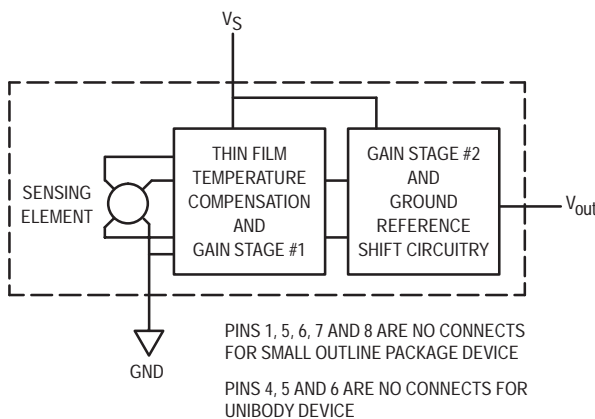 VS
THIN FILM
TEMPERATURE
COMPENSATION
AND
GAIN STAGE #1
GAIN STAGE #2
AND
GROUND
REFERENCE
SHIFT CIRCUITRY
SENSING
ELEMENT
Vout
GND
PINS 1, 5, 6, 7 AND 8 ARE NO CONNECTS
FOR SMALL OUTLINE PACKAGE DEVICE
PINS 4, 5 AND 6 ARE NO CONNECTS FOR
UNIBODY DEVICE